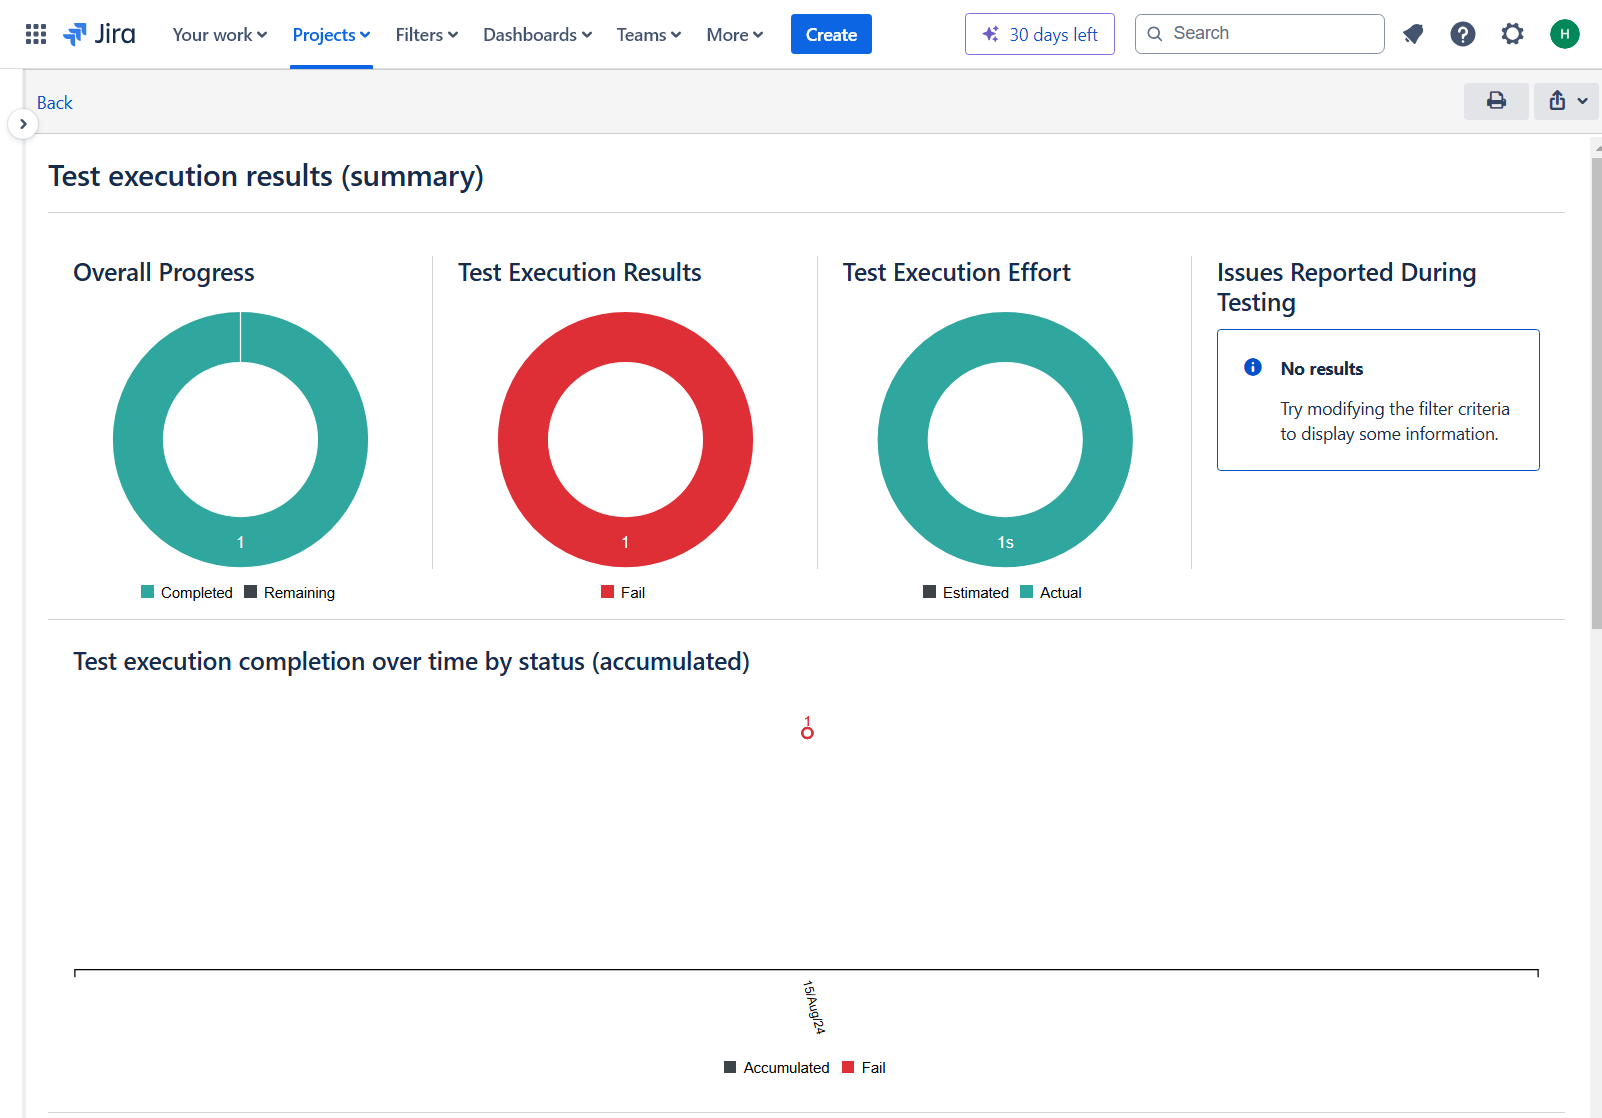 Jira
Your work
Projects
Filters
Dashboards
Teams
More
Create
30 days left
Search
H
Back
Test execution results (summary)
Overall Progress
1
Completed
Remaining
Test Execution Results
1
Fail
Test Execution Effort
1s
Estimated
Actual
Issues Reported During
Testing
No results
Try modifying the filter criteria
to display some information.
Test execution completion over time by status (accumulated)
1
15/Aug/24
Accumulated
Fail